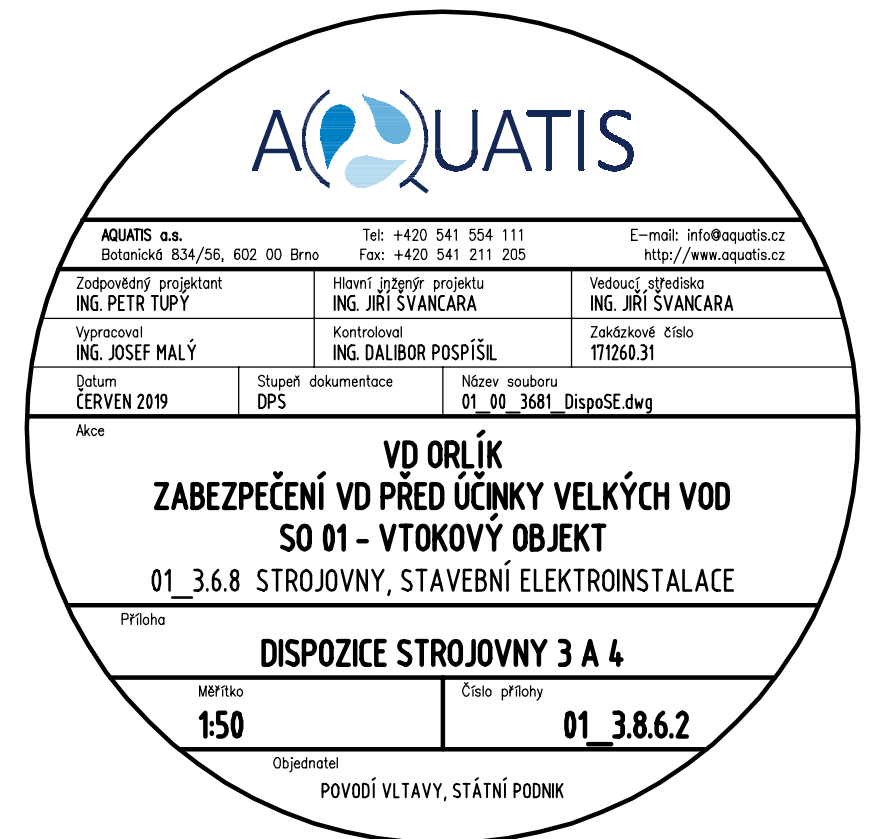 AQUATIS
AQUATIS a.s. Tel: +420 541 554 111 E-mail: info@aquatis.cz
Botanická 834/56, 602 00 Brno Fax: +420 541 211 205 http://www.aquatis.cz
Zodpovědný projektant Hlavní inženýr projektu Vedoucí střediska
ING. PETR TUPÝ ING. JIŘÍ ŠVANCARA ING. JIŘÍ ŠVANCARA
Vypracoval Kontroloval Zakázkové číslo
ING. JOSEF MALÝ ING. DALIBOR POSPÍŠIL 171260.31
Datum Stupeň dokumentace Název souboru
ČERVEN 2019 DPS 01_00_3681_DispoSE.dwg
Akce
VD ORLÍK
ZABEZPEČENÍ VD PŘED ÚČINKY VELKÝCH VOD
SO 01 - VTOKOVÝ OBJEKT
01_3.6.8 STROJOVNY, STAVEBNÍ ELEKTROINSTALACE
Příloha
DISPOZICE STROJOVNY 3 A 4
Měřítko Číslo přílohy
1:50 01_3.8.6.2
Objednatel
POVODÍ VLTAVY, STÁTNÍ PODNIK